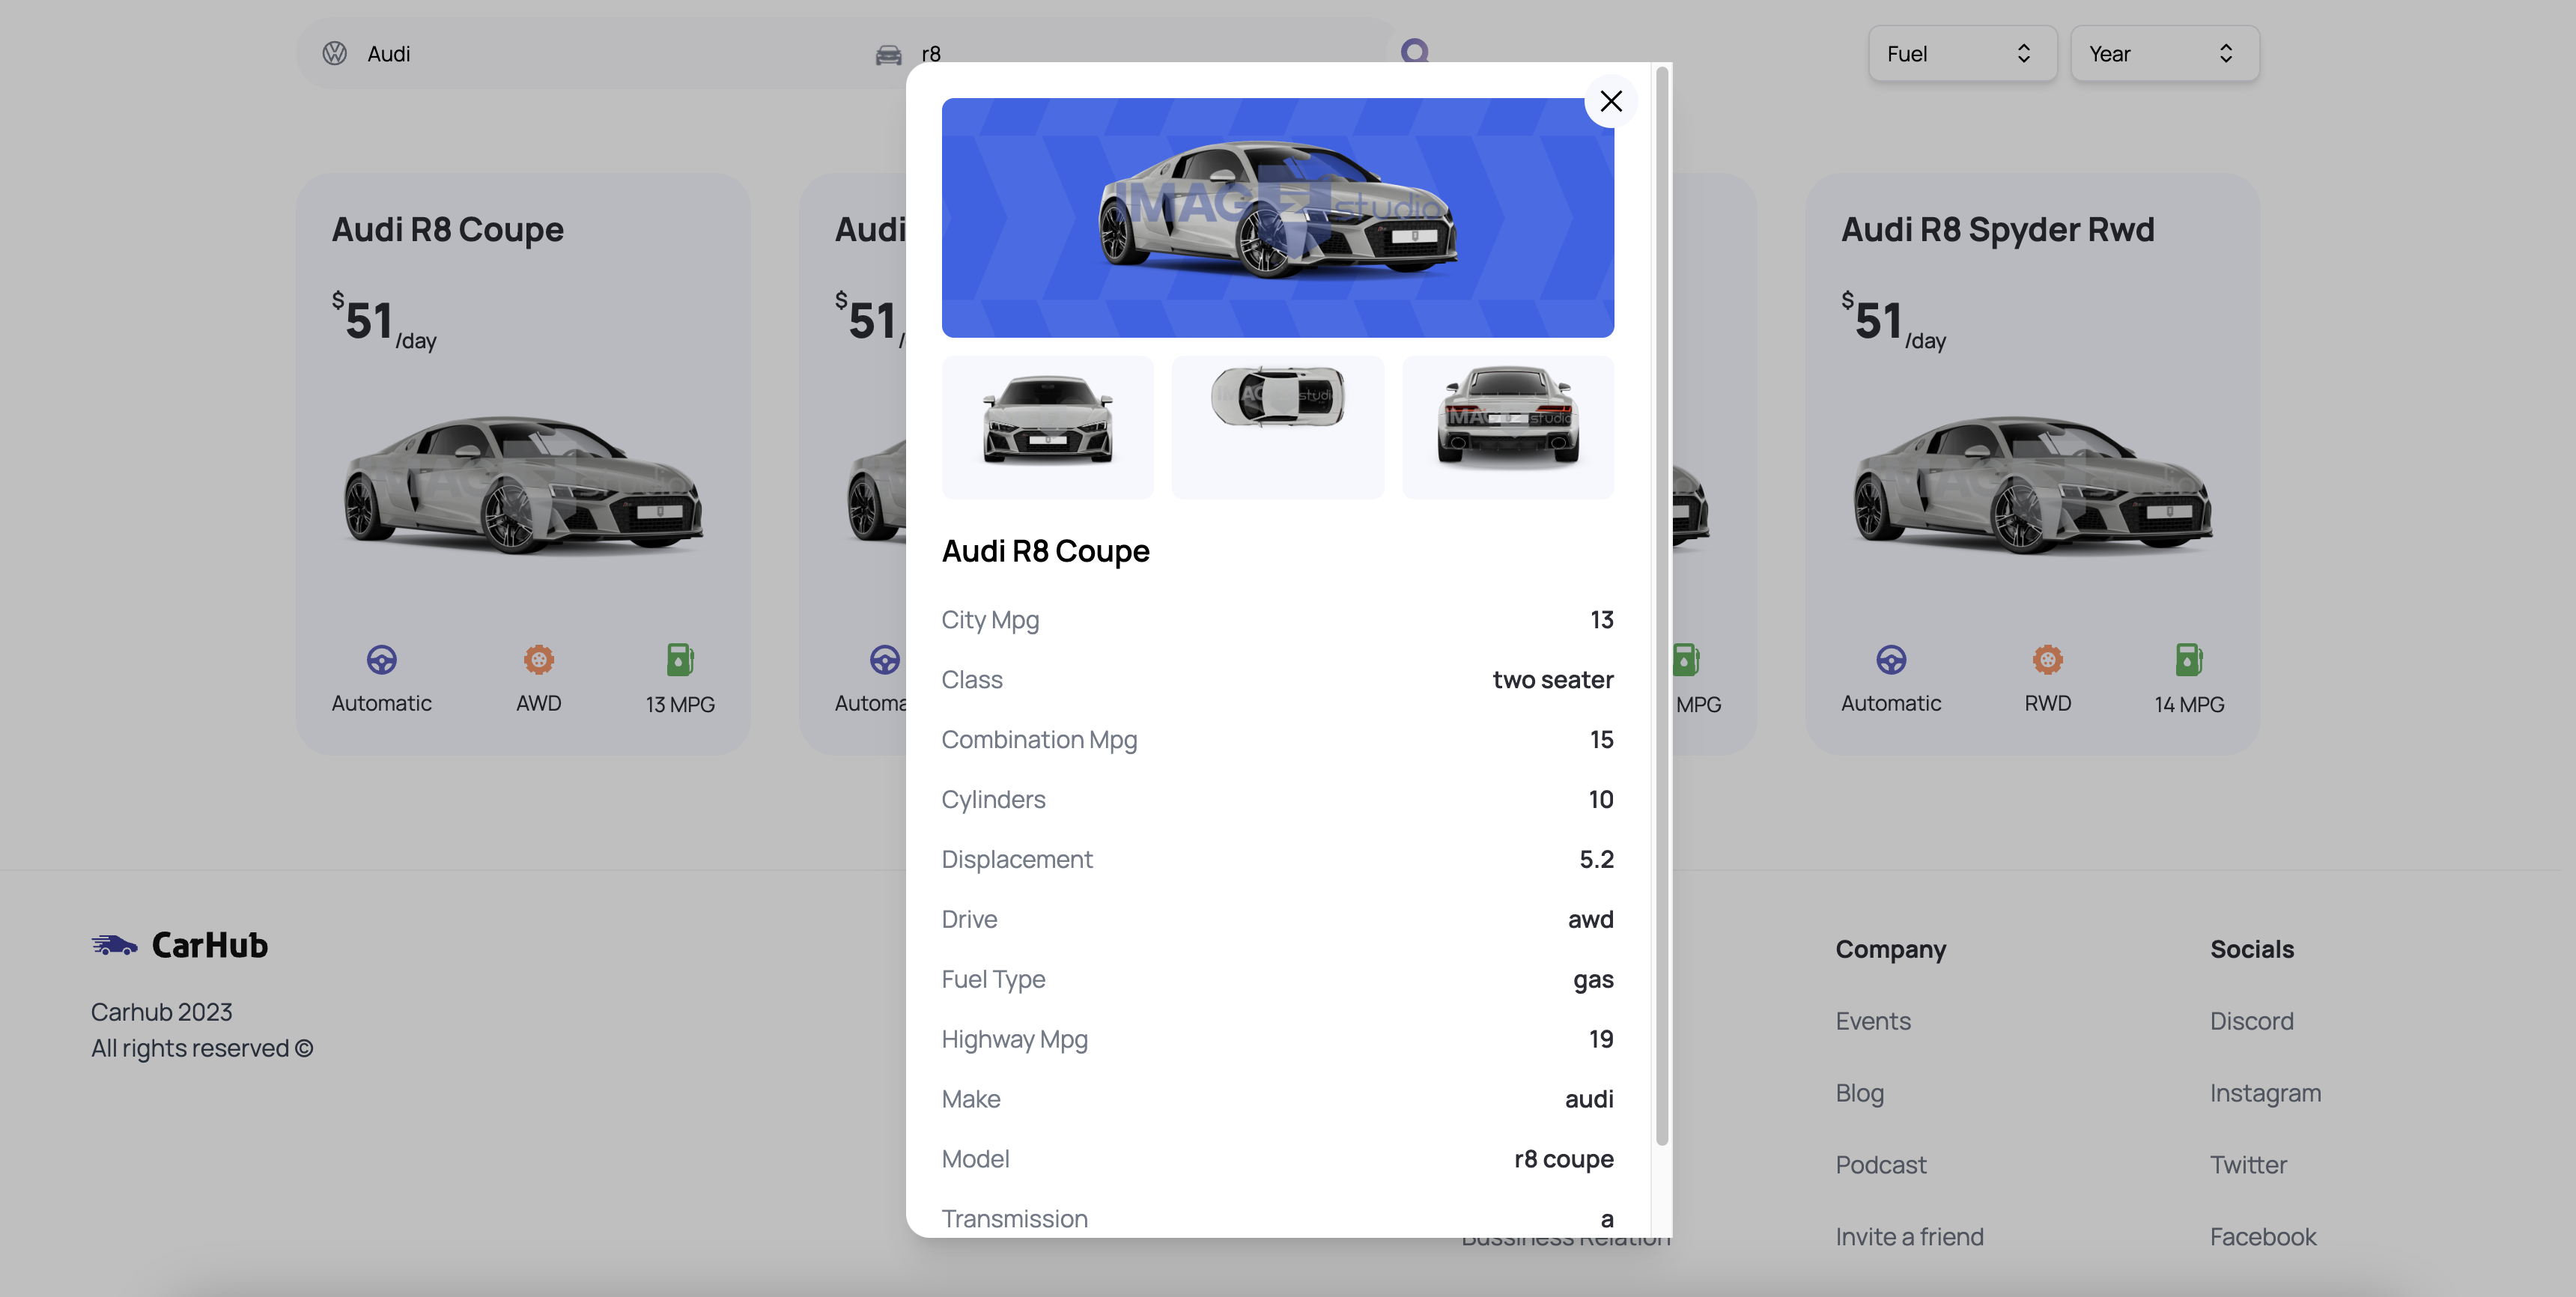 Audi
r8
Fuel
Year
Audi R8 Coupe
$51/day
Automatic
AWD
13 MPG
Audi
$51/
MPG
Audi R8 Spyder Rwd
$51/day
Automatic
RWD
14 MPG
IMAGIN studio
Audi R8 Coupe
City Mpg 13
Class two seater
Combination Mpg 15
Cylinders 10
Displacement 5.2
Drive awd
Fuel Type gas
Highway Mpg 19
Make audi
Model r8 coupe
Transmission a
CarHub
Carhub 2023
All rights reserved ©
Bussiness Relation
Company
Events
Blog
Podcast
Invite a friend
Socials
Discord
Instagram
Twitter
Facebook